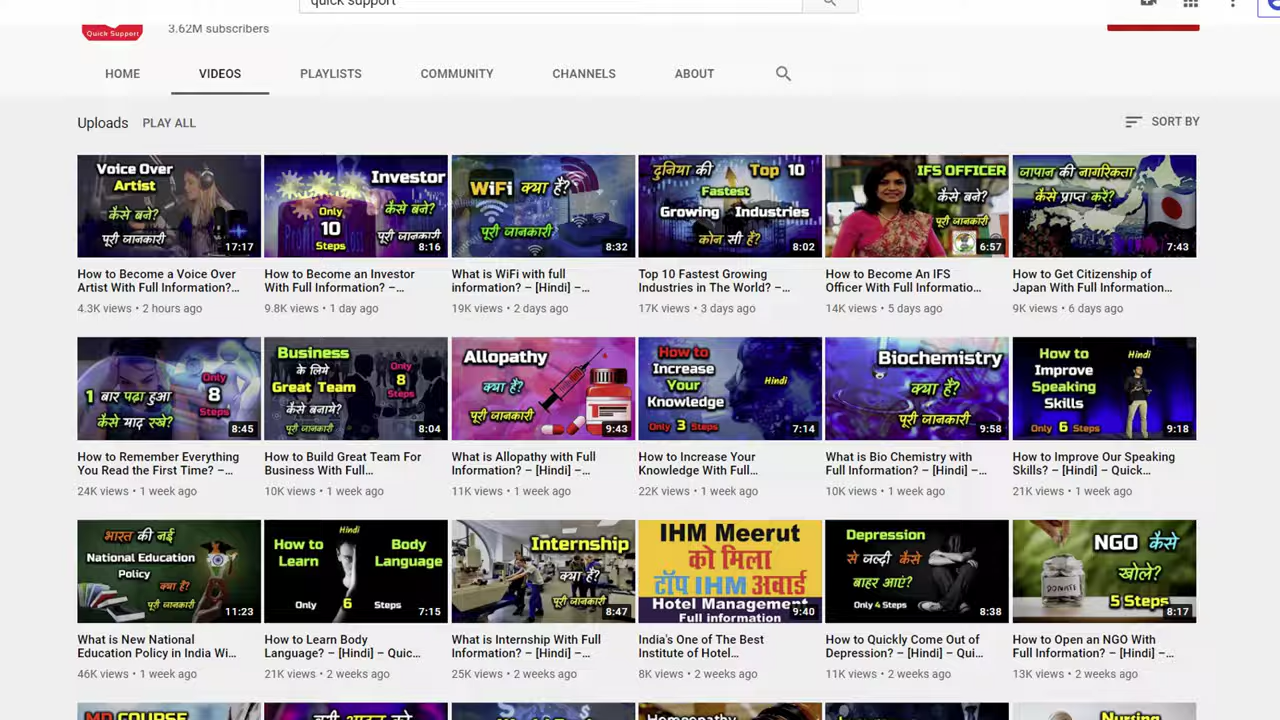 quick support
Quick Support
3.62M subscribers
HOME VIDEOS PLAYLISTS COMMUNITY CHANNELS ABOUT
Uploads PLAY ALL SORT BY
Voice Over
Artist
कैसे बने?
पूरी जानकारी
17:17
Investor
कैसे बने?
Only
10
Steps
पूरी जानकारी
8:16
WiFi क्या है?
पूरी जानकारी?
8:32
दुनिया की Top 10
Fastest
Growing Industries
कौन सी है?
8:02
IFS OFFICER
कैसे बने?
पूरी जानकारी
6:57
जापान की नागरिकता
कैसे प्राप्त करें?
7:43
How to Become a Voice Over
Artist With Full Information?...
4.3K views • 2 hours ago
How to Become an Investor
With Full Information? –...
9.8K views • 1 day ago
What is WiFi with full
information? – [Hindi] –...
19K views • 2 days ago
Top 10 Fastest Growing
Industries in The World? –...
17K views • 3 days ago
How to Become An IFS
Officer With Full Informatio...
14K views • 5 days ago
How to Get Citizenship of
Japan With Full Information...
9K views • 6 days ago
1 बार पढ़ा हुआ
कैसे याद रखे?
Only
8
Steps
8:45
Business
के लिये
Great Team
कैसे बनाये?
पूरी जानकारी
Only
8
Steps
8:04
Allopathy
क्या है?
पूरी जानकारी
9:43
How to
Increase
Your
Knowledge
Hindi
Only 3 Steps
7:14
Biochemistry
क्या है?
पूरी जानकारी
9:58
How to
Improve
Speaking
Skills
Hindi
Only 6 Steps
9:18
How to Remember Everything
You Read the First Time? –...
24K views • 1 week ago
How to Build Great Team For
Business With Full...
10K views • 1 week ago
What is Allopathy with Full
Information? – [Hindi] –...
11K views • 1 week ago
How to Increase Your
Knowledge With Full...
22K views • 1 week ago
What is Bio Chemistry with
Full Information? – [Hindi] –...
10K views • 1 week ago
How to Improve Our Speaking
Skills? – [Hindi] – Quick...
21K views • 1 week ago
भारत की नई
National Education
Policy
क्या है?
पूरी जानकारी
11:23
Hindi
How to
Learn
Body
Language
Only 6 Steps
7:15
Internship
क्या है?
पूरी जानकारी
8:47
IHM Meerut
को मिला
टॉप IHM अवार्ड
Hotel Management
Full information
9:40
Depression
से जल्दी कैसे
बाहर आएं?
Only 4 Steps
8:38
NGO कैसे
खोले?
DONATE
5 Steps
8:17
What is New National
Education Policy in India Wi...
46K views • 1 week ago
How to Learn Body
Language? – [Hindi] – Quic...
21K views • 2 weeks ago
What is Internship With Full
Information? – [Hindi] –...
25K views • 2 weeks ago
India's One of The Best
Institute of Hotel...
8K views • 2 weeks ago
How to Quickly Come Out of
Depression? – [Hindi] – Qui...
11K views • 2 weeks ago
How to Open an NGO With
Full Information? – [Hindi] –...
13K views • 2 weeks ago
MD COURSE
Homeopathy
Nursing